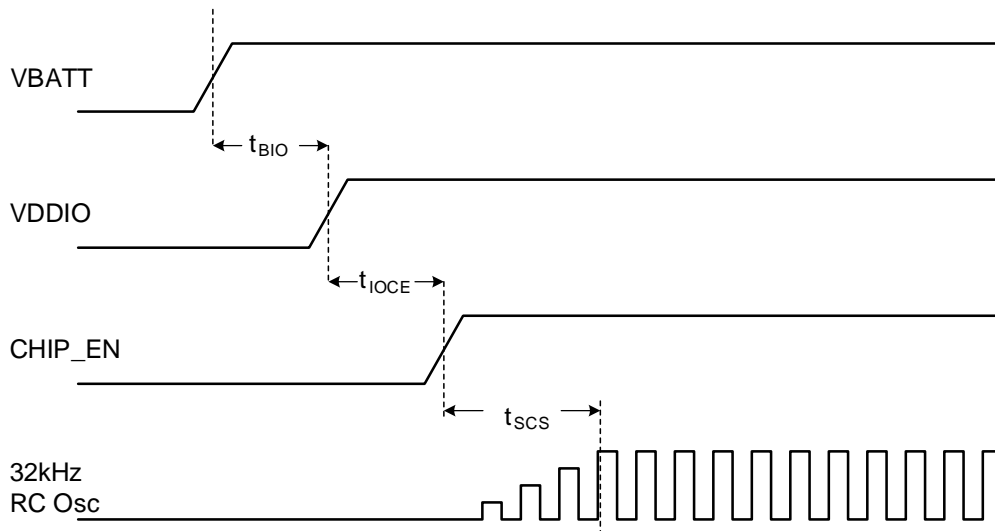 VBATT
tBIO
VDDIO
tIOCE
CHIP_EN
tSCS
32kHz
RC Osc